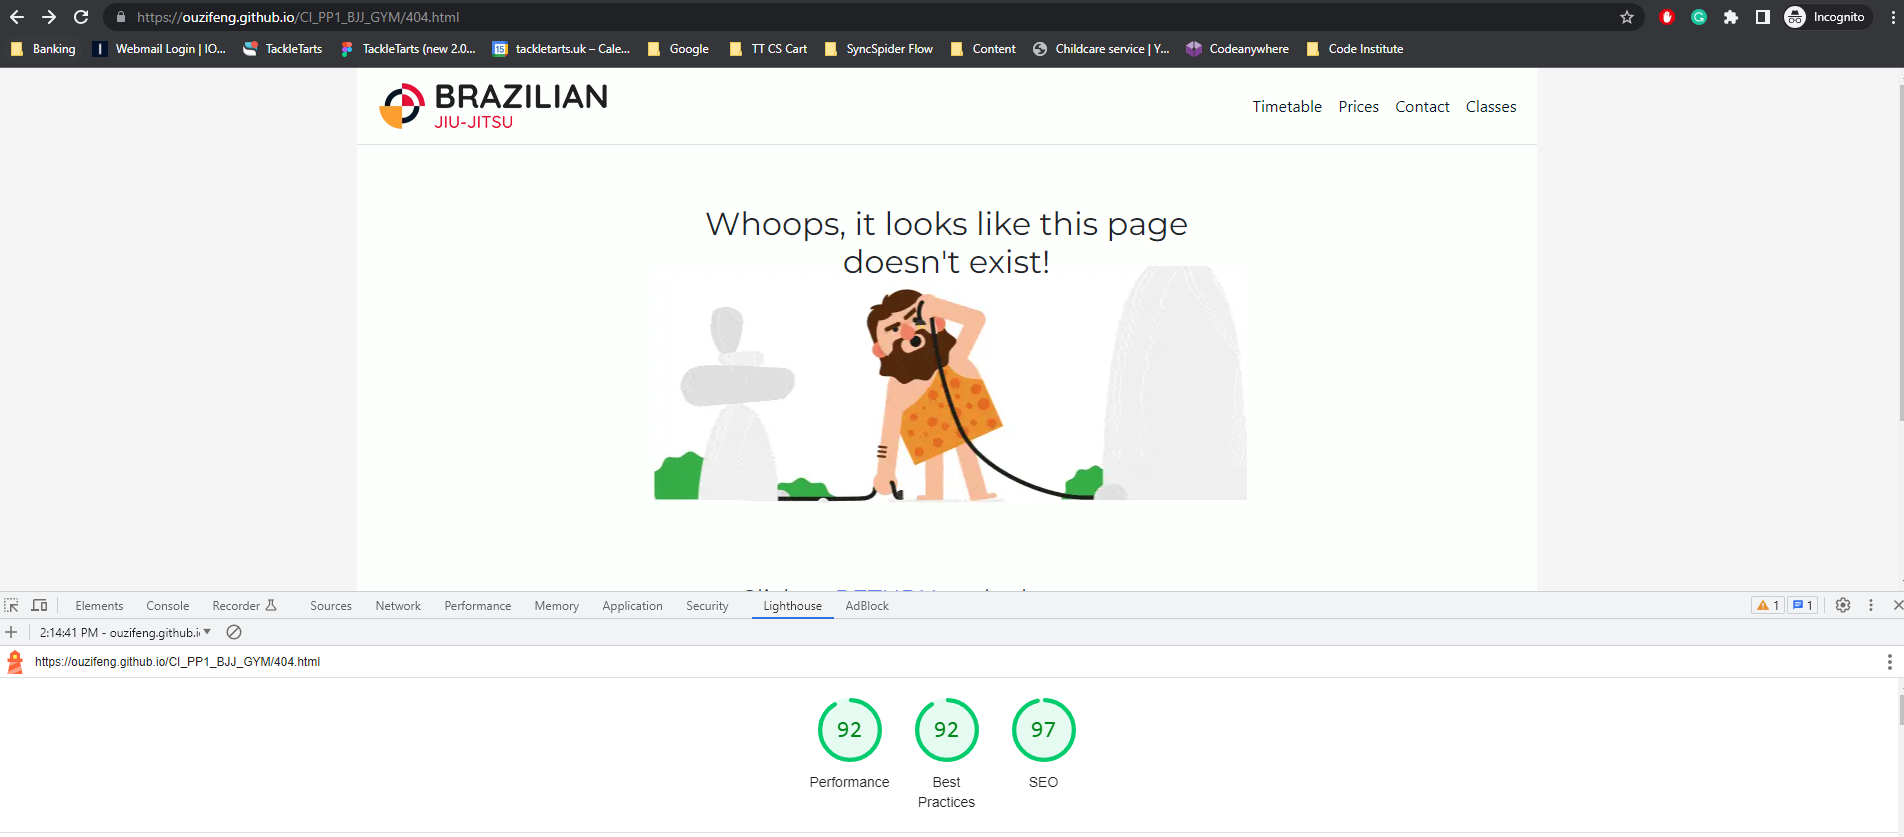 https://ouzifeng.github.io/CI_PP1_BJJ_GYM/404.html
Incognito
Banking
Webmail Login | IO...
TackleTarts
TackleTarts (new 2.0...
15
tackletarts.uk – Cale...
Google
TT CS Cart
SyncSpider Flow
Content
Childcare service | Y...
Codeanywhere
Code Institute
BRAZILIAN
JIU-JITSU
Timetable Prices Contact Classes
Whoops, it looks like this page
doesn't exist!
Elements Console Recorder Sources Network Performance Memory Application Security Lighthouse AdBlock
1 1
2:14:41 PM - ouzifeng.github.i
https://ouzifeng.github.io/CI_PP1_BJJ_GYM/404.html
92 92 97
Performance
Best
Practices
SEO